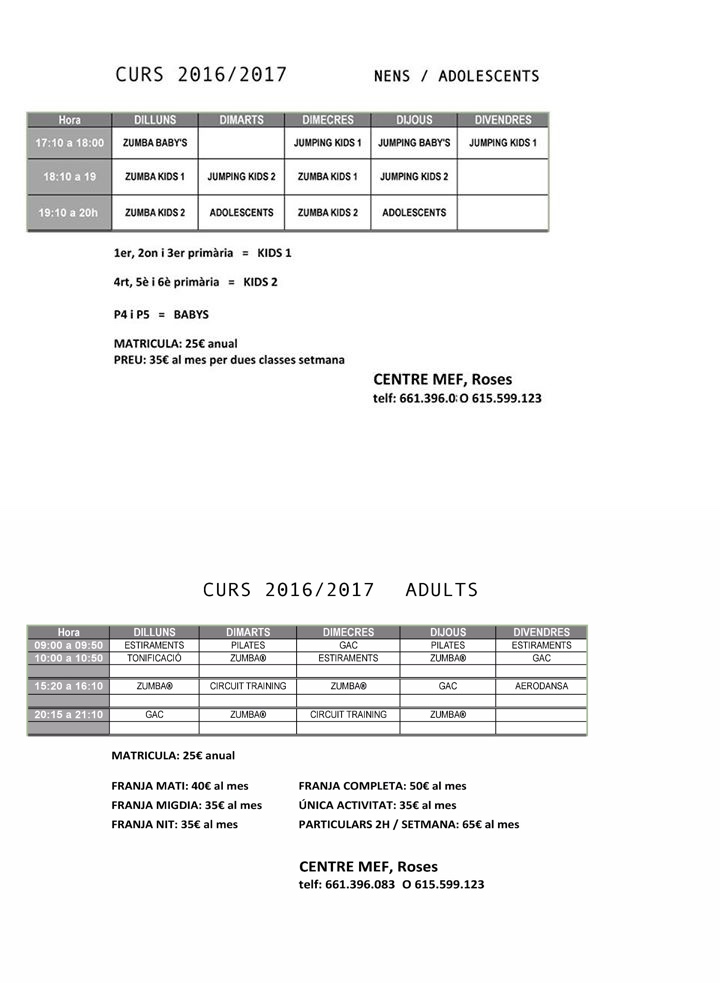 CURS 2016/2017 NENS / ADOLESCENTS
Hora DILLUNS DIMARTS DIMECRES DIJOUS DIVENDRES
17:10 a 18:00 ZUMBA BABY'S JUMPING KIDS 1 JUMPING BABY'S JUMPING KIDS 1
18:10 a 19 ZUMBA KIDS 1 JUMPING KIDS 2 ZUMBA KIDS 1 JUMPING KIDS 2
19:10 a 20h ZUMBA KIDS 2 ADOLESCENTS ZUMBA KIDS 2 ADOLESCENTS
1er, 2on i 3er primària = KIDS 1
4rt, 5è i 6è primària = KIDS 2
P4 i P5 = BABYS
MATRICULA: 25€ anual
PREU: 35€ al mes per dues classes setmana
CENTRE MEF, Roses
telf: O 615.599.123
CURS 2016/2017 ADULTS
Hora DILLUNS DIMARTS DIMECRES DIJOUS DIVENDRES
09:00 a 09:50 ESTIRAMENTS PILATES GAC PILATES ESTIRAMENTS
10:00 a 10:50 TONIFICACIÓ ZUMBA® ESTIRAMENTS ZUMBA® GAC
15:20 a 16:10 ZUMBA® CIRCUIT TRAINING ZUMBA® GAC AERODANSA
20:15 a 21:10 GAC ZUMBA® CIRCUIT TRAINING ZUMBA®
MATRICULA: 25€ anual
FRANJA MATI: 40€ al mes FRANJA COMPLETA: 50€ al mes
FRANJA MIGDIA: 35€ al mes ÚNICA ACTIVITAT: 35€ al mes
FRANJA NIT: 35€ al mes PARTICULARS 2H / SETMANA: 65€ al mes
CENTRE MEF, Roses
telf: 661.396.083 O 615.599.123